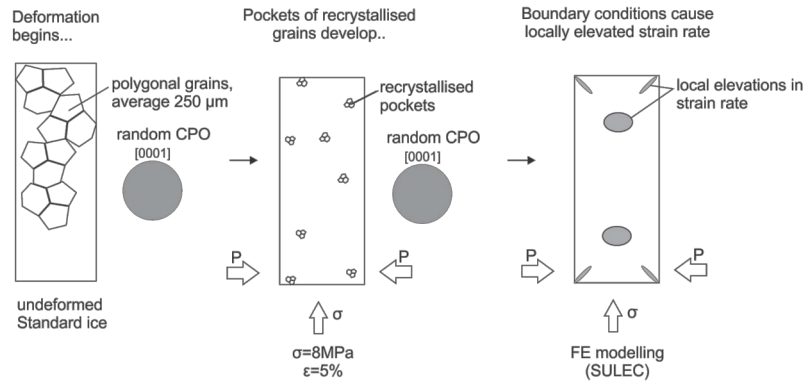 Deformation
begins...
polygonal grains,
average 250 µm
random CPO
[0001]
undeformed
Standard ice
Pockets of recrystallised
grains develop..
recrystallised
pockets
random CPO
[0001]
P
P
σ
σ=8MPa
ε=5%
Boundary conditions cause
locally elevated strain rate
local elevations in
strain rate
P
P
σ
FE modelling
(SULEC)